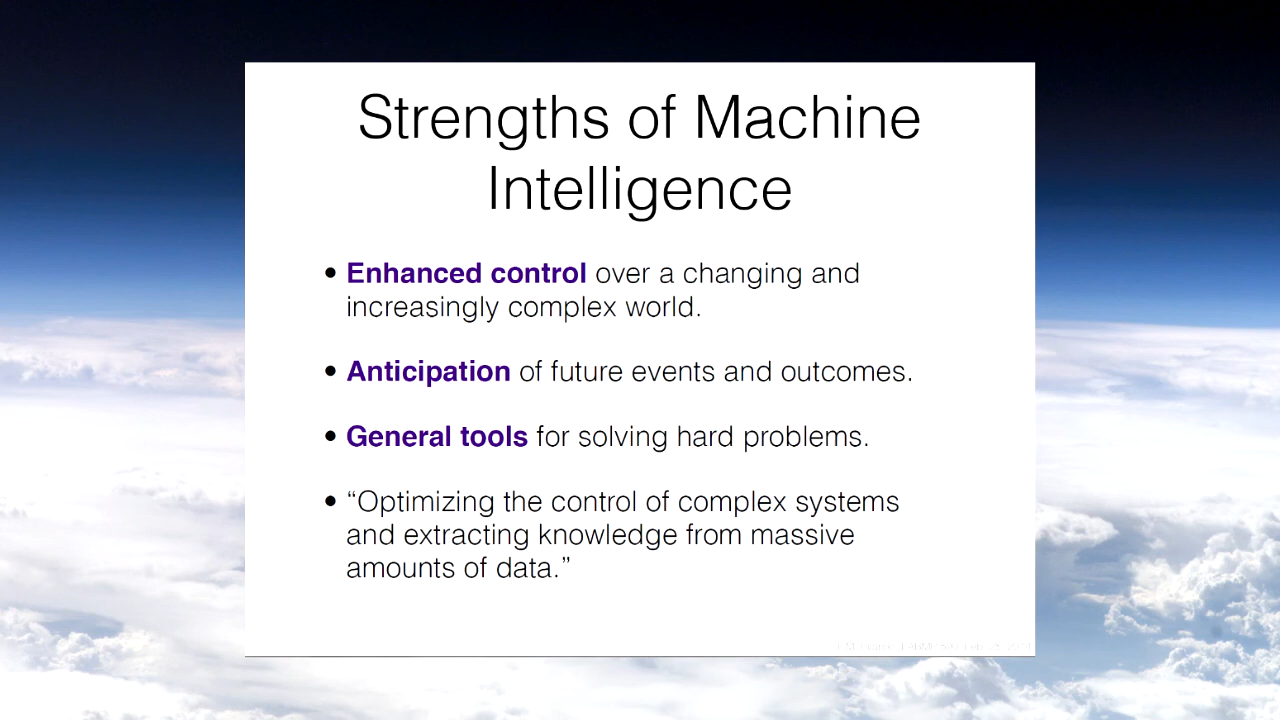 Strengths of Machine
Intelligence
• Enhanced control over a changing and
increasingly complex world.
• Anticipation of future events and outcomes.
• General tools for solving hard problems.
• “Optimizing the control of complex systems
and extracting knowledge from massive
amounts of data.”